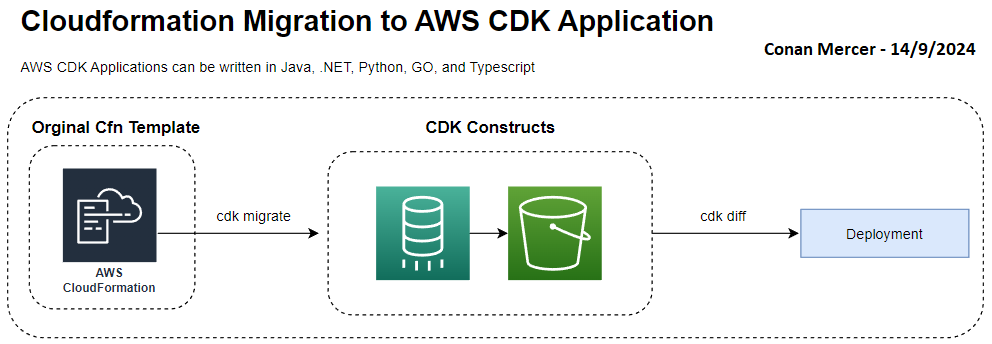 Cloudformation Migration to AWS CDK Application
Conan Mercer - 14/9/2024
AWS CDK Applications can be written in Java, .NET, Python, GO, and Typescript
Orginal Cfn Template
CDK Constructs
cdk migrate
cdk diff
Deployment
AWS
CloudFormation